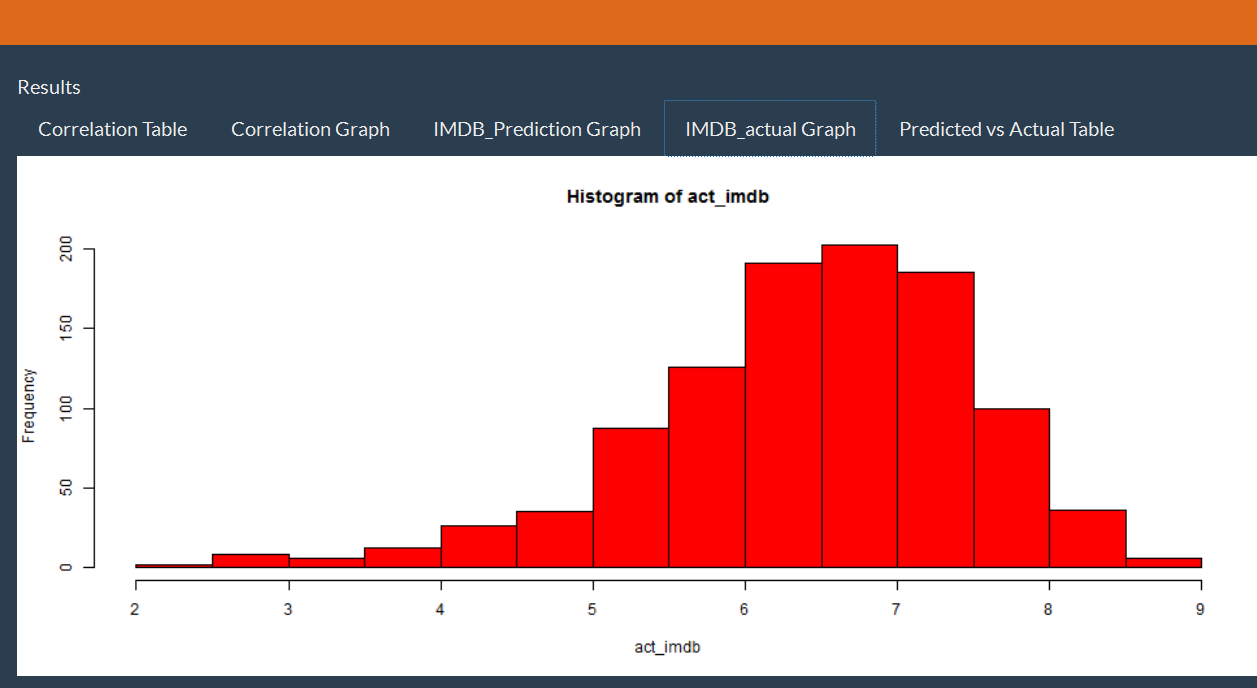 Results
Correlation Table Correlation Graph IMDB_Prediction Graph IMDB_actual Graph Predicted vs Actual Table
Histogram of act_imdb
200
150
100
50
0
Frequency
2 3 4 5 6 7 8 9
act_imdb